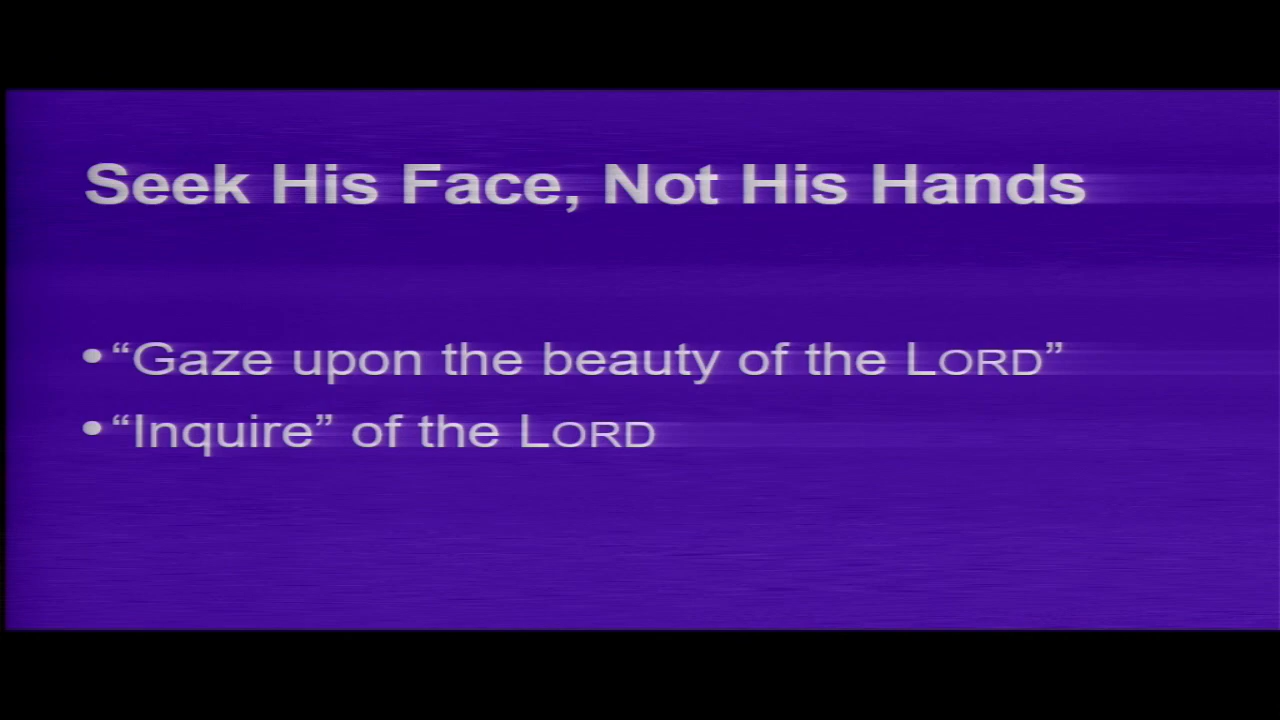 Seek His Face, Not His Hands
• “Gaze upon the beauty of the LORD”
• “Inquire” of the LORD